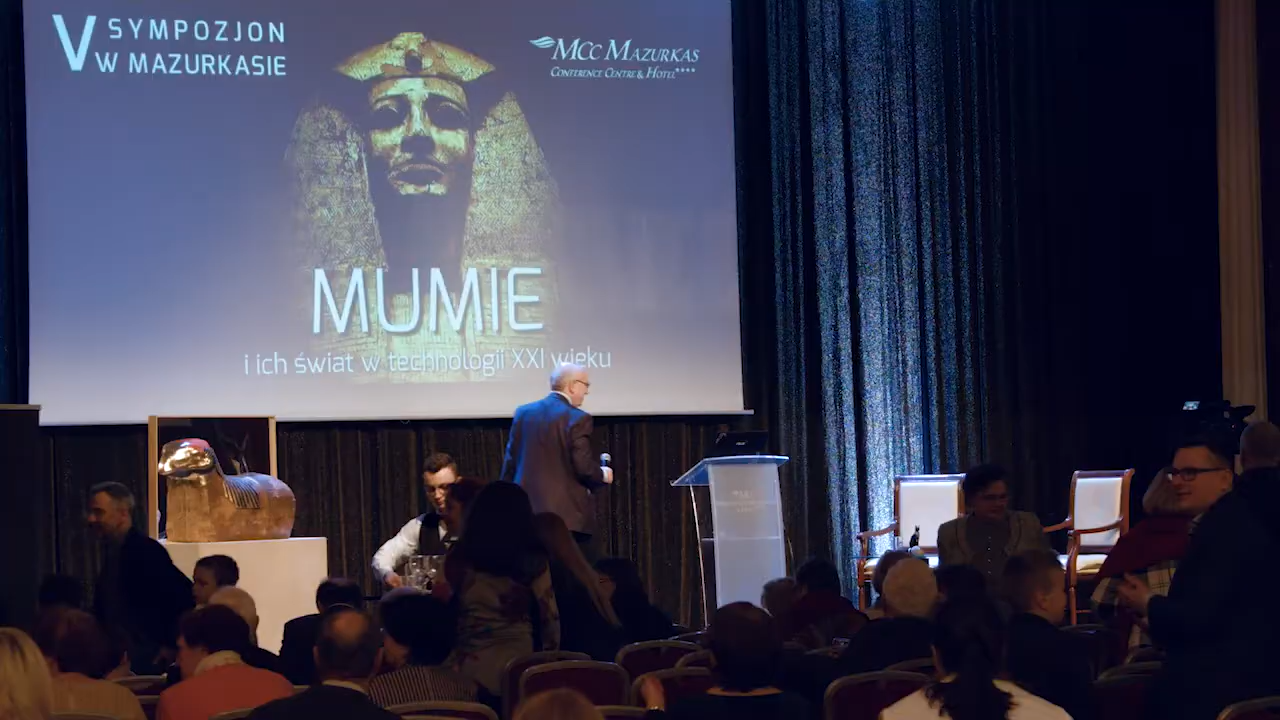 V SYMPOZJON
W MAZURKASIE
MCC MAZURKAS
CONFERENCE CENTRE & HOTEL****
MUMIE
i ich świat w technologii XXI wieku